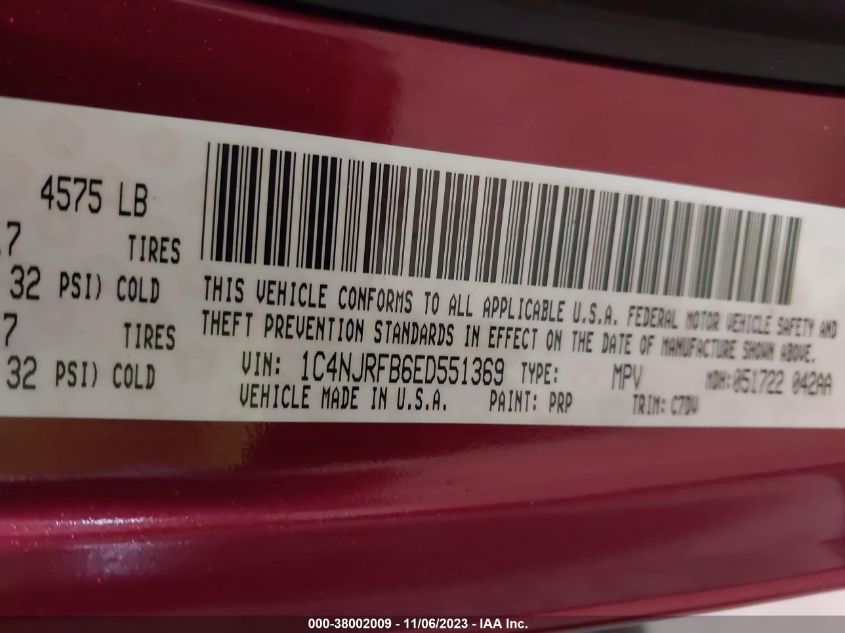 4575 LB
.7 TIRES
32 PSI) COLD
7 TIRES
32 PSI) COLD
THIS VEHICLE CONFORMS TO ALL APPLICABLE U.S.A. FEDERAL MOTOR VEHICLE SAFETY AND
THEFT PREVENTION STANDARDS IN EFFECT ON THE DATE OF MANUFACTURE SHOWN ABOVE.
VIN: 1C4NJRFB6ED551369 TYPE: MPV MDH:051722 042AA
VEHICLE MADE IN U.S.A. PAINT: PRP TRIM: C7DV
000-38002009 - 11/06/2023 - IAA Inc.